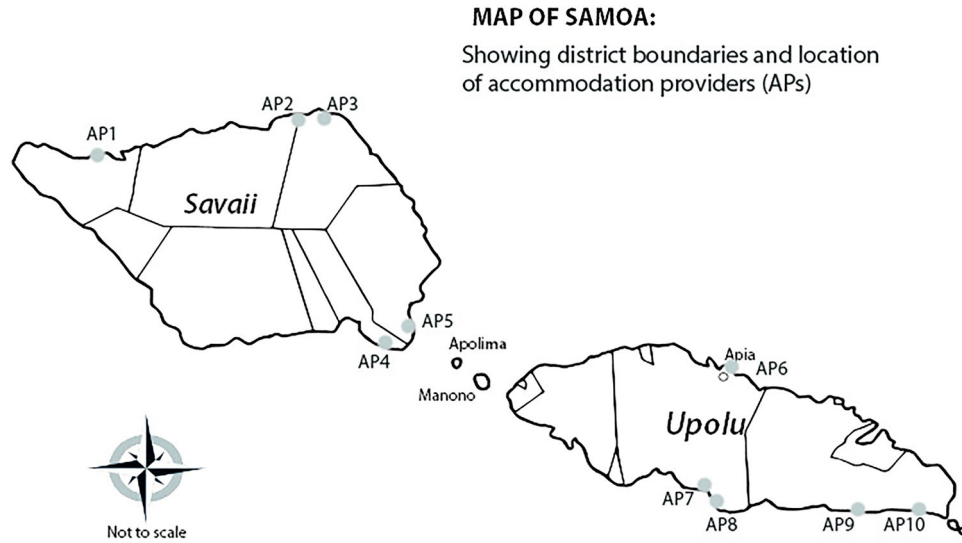 MAP OF SAMOA:
Showing district boundaries and location
of accommodation providers (APs)
AP2
AP3
AP1
Savaii
AP5
Apolima
AP4
Apia
AP6
Manono
Upolu
AP7
AP8
AP9
AP10
Not to scale